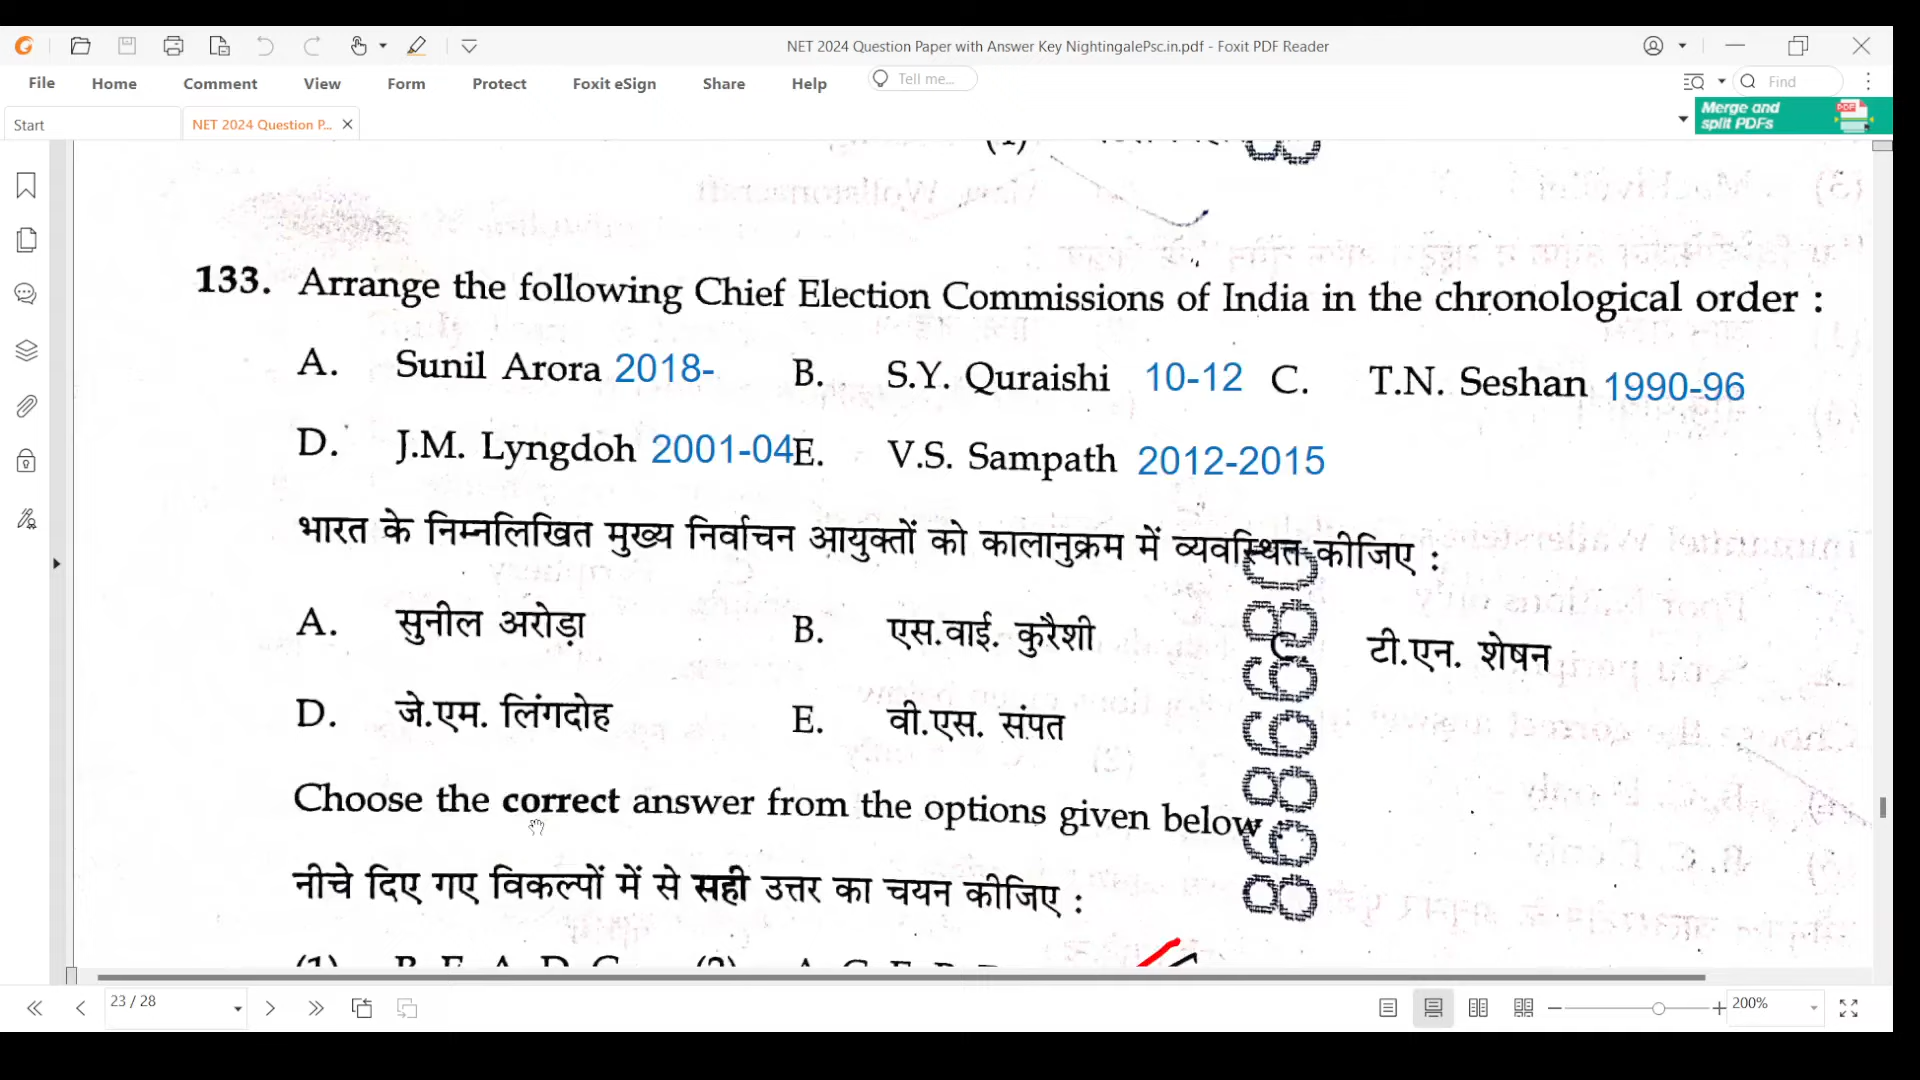 NET 2024 Question Paper with Answer Key NightingalePsc.in.pdf - Foxit PDF Reader
File Home Comment View Form Protect Foxit eSign Share Help Tell me... Find
Start NET 2024 Question P... Merge and
split PDFs
133. Arrange the following Chief Election Commissions of India in the chronological order :
A. Sunil Arora 2018- B. S.Y. Quraishi 10-12 C. T.N. Seshan 1990-96
D. J.M. Lyngdoh 2001-04 E. V.S. Sampath 2012-2015
भारत के निम्नलिखित मुख्य निर्वाचन आयुक्तों को कालानुक्रम में व्यवस्थित कीजिए :
A. सुनील अरोड़ा B. एस.वाई. कुरैशी C टी.एन. शेषन
D. जे.एम. लिंगदोह E. वी.एस. संपत
Choose the correct answer from the options given below
नीचे दिए गए विकल्पों में से सही उत्तर का चयन कीजिए :
23 / 28 200%